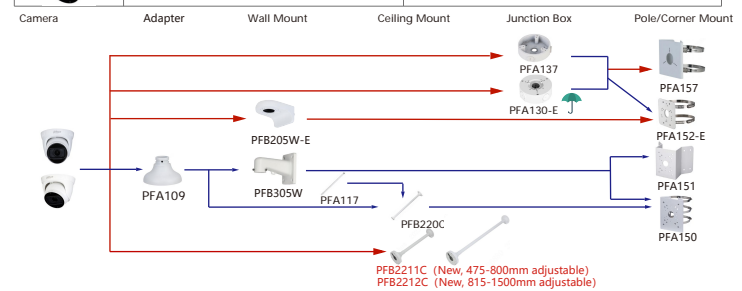 Camera Adapter Wall Mount Ceiling Mount Junction Box Pole/Corner Mount
PFA137
PFA157
PFA130-E
PFB205W-E
PFA152-E
PFA109
PFB305W
PFA117
PFA151
PFB220C
PFA150
PFB2211C (New, 475-800mm adjustable)
PFB2212C (New, 815-1500mm adjustable)